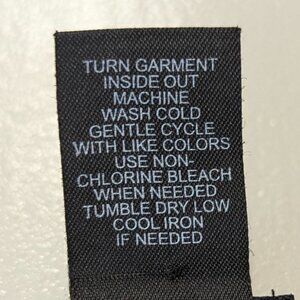 TURN GARMENT
INSIDE OUT
MACHINE
WASH COLD
GENTLE CYCLE
WITH LIKE COLORS
USE NON-
CHLORINE BLEACH
WHEN NEEDED
TUMBLE DRY LOW
COOL IRON
IF NEEDED